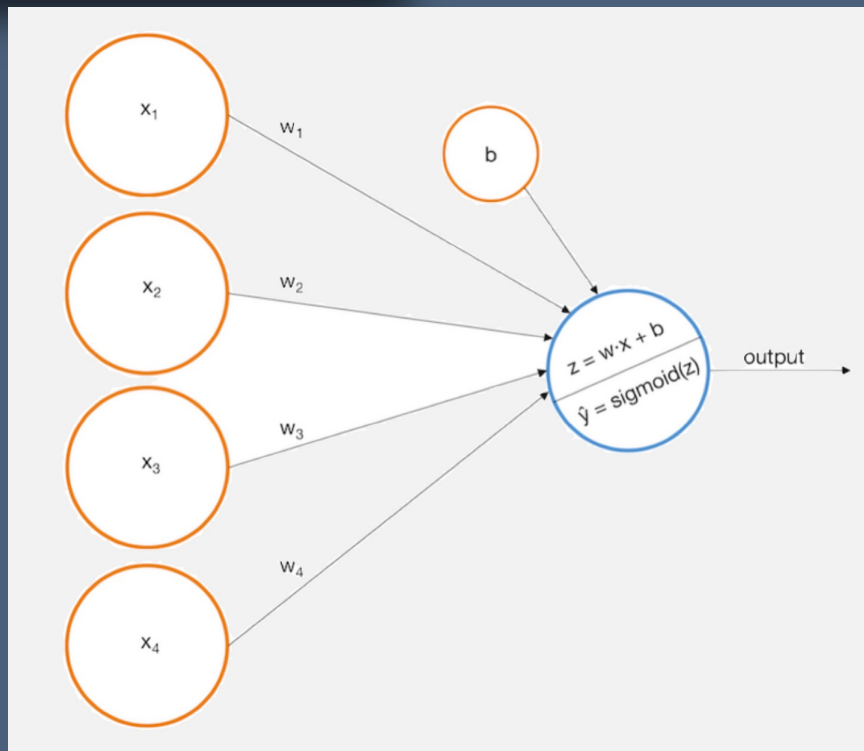 x₁
w₁
b
x₂
w₂
z = w·x + b
ŷ = sigmoid(z)
output
x₃
w₃
x₄
w₄